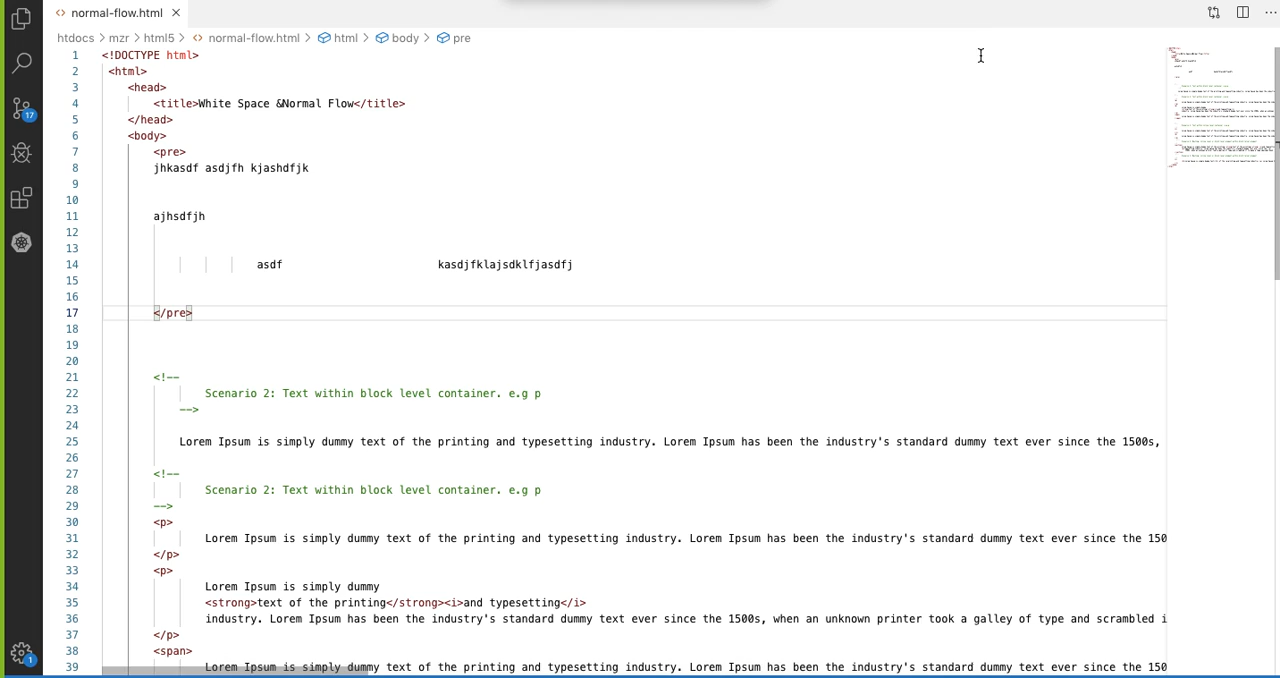 normal-flow.html ×
htdocs > mzr > html5 > normal-flow.html > html > body > pre
1 <!DOCTYPE html>
2 <html>
3 <head>
4 <title>White Space &Normal Flow</title>
5 </head>
6 <body>
7 <pre>
8 jhkasdf asdjfh kjashdfjk
9
10
11 ajhsdfjh
12
13
14 asdf kasdjfklajsdklfjasdfj
15
16
17 </pre>
18
19
20
21 <!--
22 Scenario 2: Text within block level container. e.g p
23 -->
24
25 Lorem Ipsum is simply dummy text of the printing and typesetting industry. Lorem Ipsum has been the industry's standard dummy text ever since the 1500s,
26
27 <!--
28 Scenario 2: Text within block level container. e.g p
29 -->
30 <p>
31 Lorem Ipsum is simply dummy text of the printing and typesetting industry. Lorem Ipsum has been the industry's standard dummy text ever since the 150
32 </p>
33 <p>
34 Lorem Ipsum is simply dummy
35 <strong>text of the printing</strong><i>and typesetting</i>
36 industry. Lorem Ipsum has been the industry's standard dummy text ever since the 1500s, when an unknown printer took a galley of type and scrambled i
37 </p>
38 <span>
39 Lorem Ipsum is simply dummy text of the printing and typesetting industry. Lorem Ipsum has been the industry's standard dummy text ever since the 150
17
1